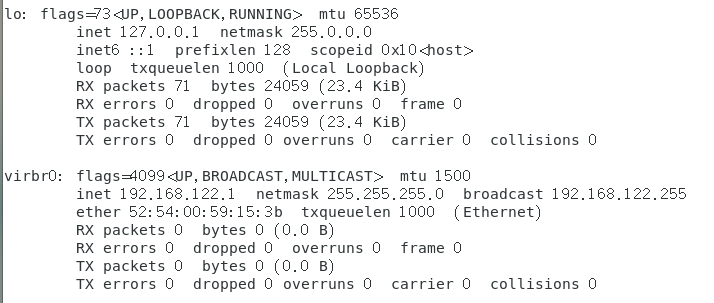 lo: flags=73<UP,LOOPBACK,RUNNING>  mtu 65536
        inet 127.0.0.1  netmask 255.0.0.0
        inet6 ::1  prefixlen 128  scopeid 0x10<host>
        loop  txqueuelen 1000  (Local Loopback)
        RX packets 71  bytes 24059 (23.4 KiB)
        RX errors 0  dropped 0  overruns 0  frame 0
        TX packets 71  bytes 24059 (23.4 KiB)
        TX errors 0  dropped 0 overruns 0  carrier 0  collisions 0

virbr0: flags=4099<UP,BROADCAST,MULTICAST>  mtu 1500
        inet 192.168.122.1  netmask 255.255.255.0  broadcast 192.168.122.255
        ether 52:54:00:59:15:3b  txqueuelen 1000  (Ethernet)
        RX packets 0  bytes 0 (0.0 B)
        RX errors 0  dropped 0  overruns 0  frame 0
        TX packets 0  bytes 0 (0.0 B)
        TX errors 0  dropped 0 overruns 0  carrier 0  collisions 0